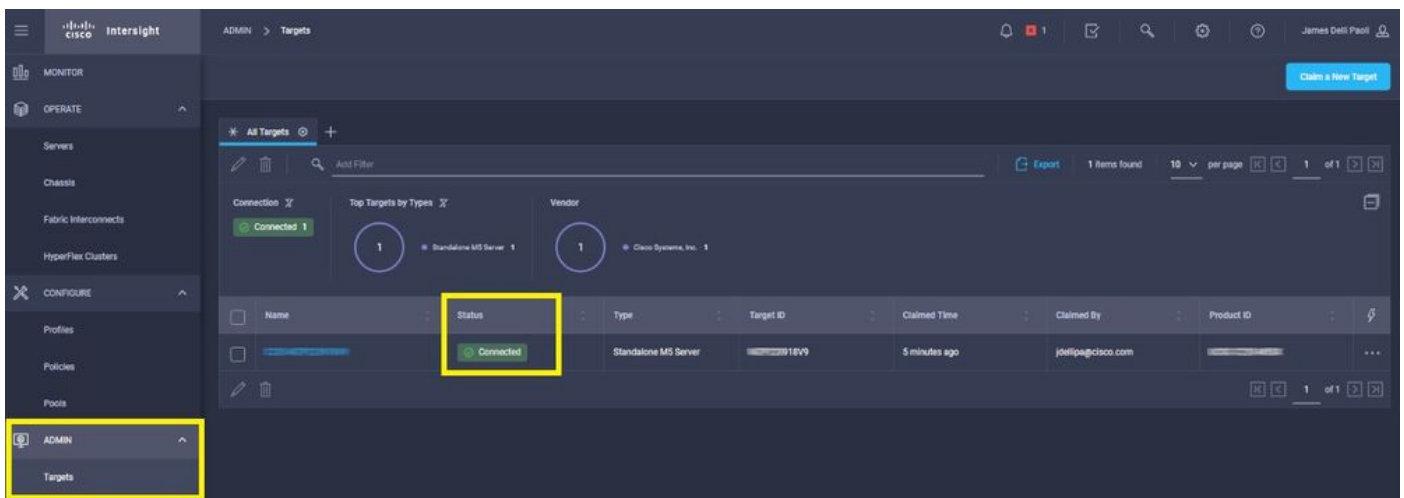 cisco Intersight
ADMIN > Targets
1
James Delli Paoli
MONITOR
Claim a New Target
OPERATE
All Targets
Servers
Add Filter
Export
1 items found
10 per page
1 of 1
Chassis
Connection
Top Targets by Types
Vendor
Fabric Interconnects
Connected 1
1
Standalone M5 Server 1
1
Cisco Systems, Inc. 1
HyperFlex Clusters
CONFIGURE
Name
Status
Type
Target ID
Claimed Time
Claimed By
Product ID
Profiles
Connected
Standalone M5 Server
918V9
5 minutes ago
jdellipa@cisco.com
Policies
Pools
1 of 1
ADMIN
Targets